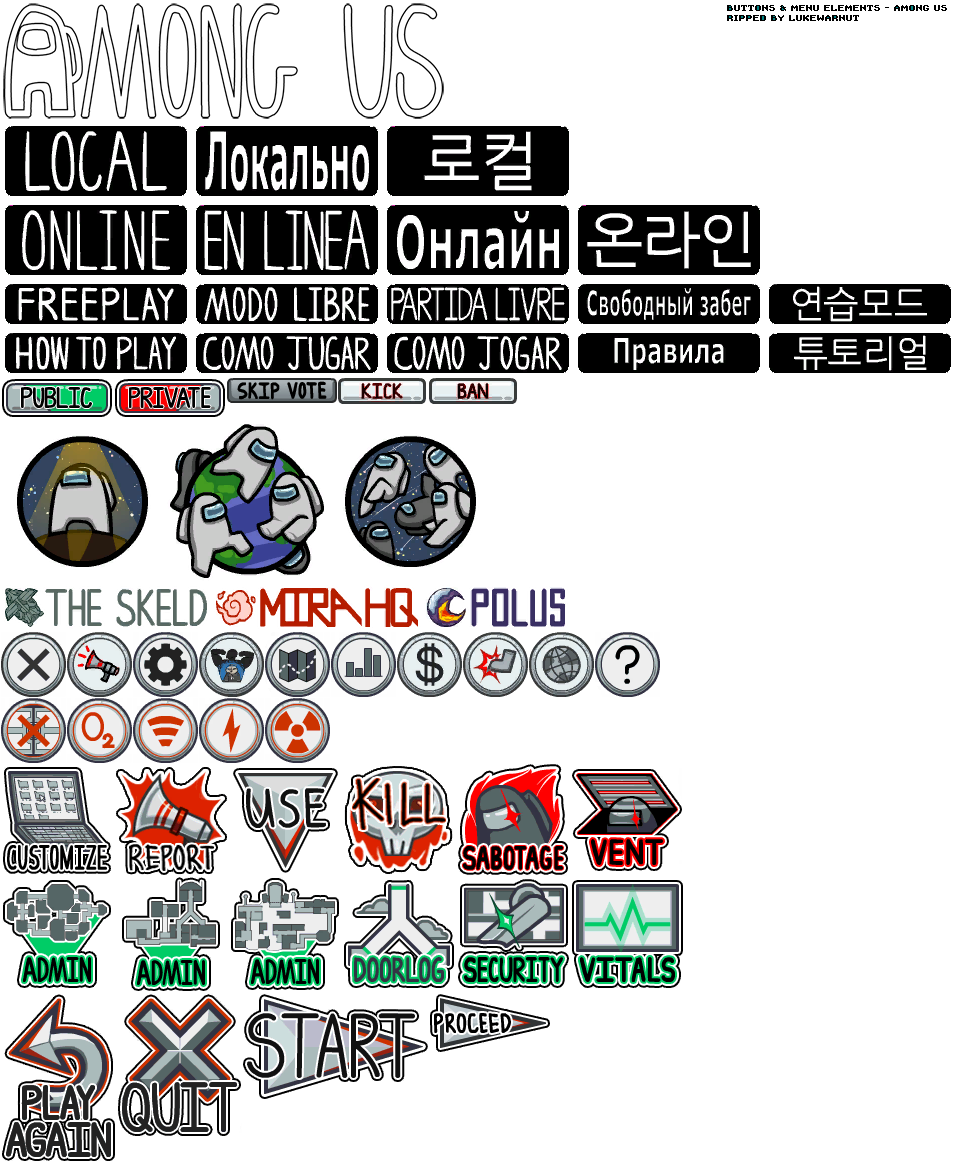 AMONG US
BUTTONS & MENU ELEMENTS - AMONG US
RIPPED BY LUKEWARNUT
LOCAL
Локально
로컬
ONLINE
EN LINEA
Онлайн
온라인
FREEPLAY
MODO LIBRE
PARTIDA LIVRE
Свободный забег
연습모드
HOW TO PLAY
COMO JUGAR
COMO JOGAR
Правила
튜토리얼
PUBLIC
PRIVATE
SKIP VOTE
KICK
BAN
THE SKELD
MIRA HQ
POLUS
$
?
O2
CUSTOMIZE
REPORT
USE
KILL
SABOTAGE
VENT
ADMIN
ADMIN
ADMIN
DOORLOG
SECURITY
VITALS
PLAY
AGAIN
QUIT
START
PROCEED